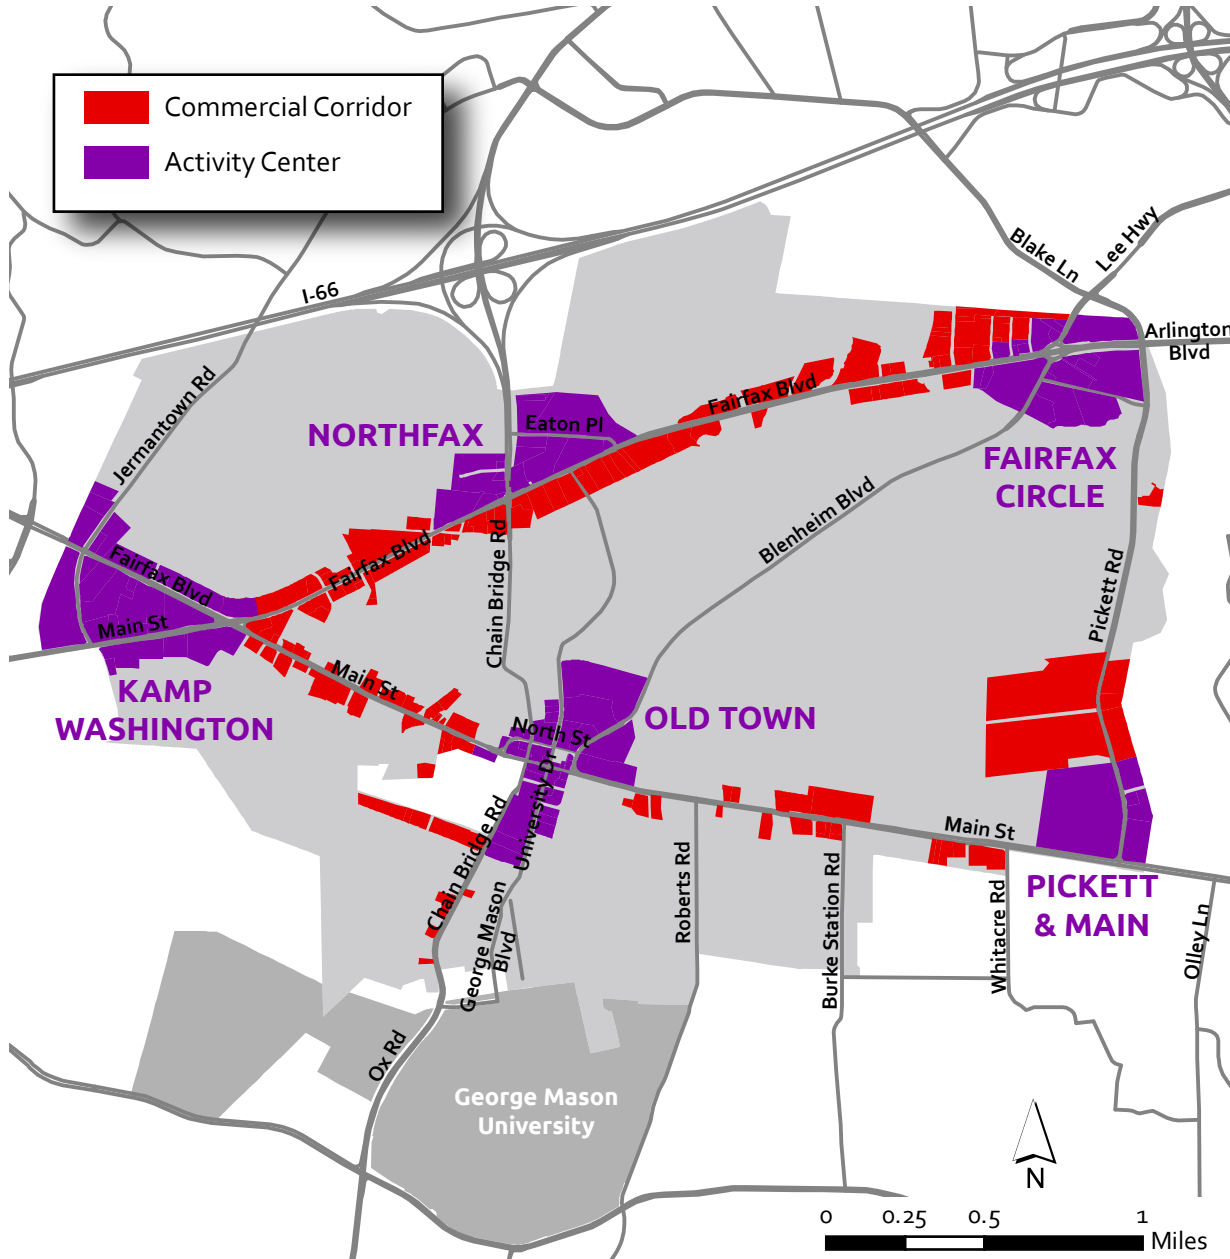 Commercial Corridor
Activity Center
I-66
Blake Ln
Lee Hwy
Arlington
Blvd
Jermantown Rd
NORTHFAX
Eaton Pl
Fairfax Blvd
FAIRFAX
CIRCLE
Blenheim Blvd
Chain Bridge Rd
Fairfax Blvd
Fairfax Blvd
Pickett Rd
Main St
KAMP
WASHINGTON
Main St
North St
OLD TOWN
University Dr
Chain Bridge Rd
Main St
PICKETT
& MAIN
Roberts Rd
Burke Station Rd
Whitacre Rd
Olley Ln
George Mason
Blvd
Ox Rd
George Mason
University
N
0 0.25 0.5 1
Miles